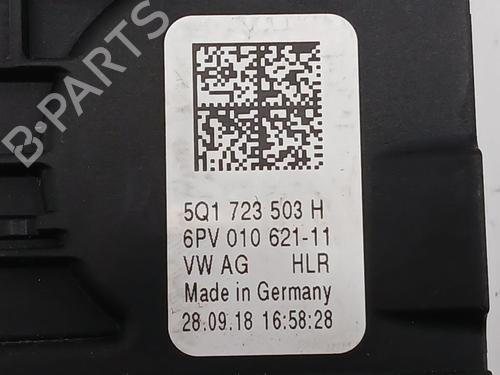 B-PARTS
5Q1 723 503 H
6PV 010 621-11
VW AG HLR
Made in Germany
28.09.18 16:58:28